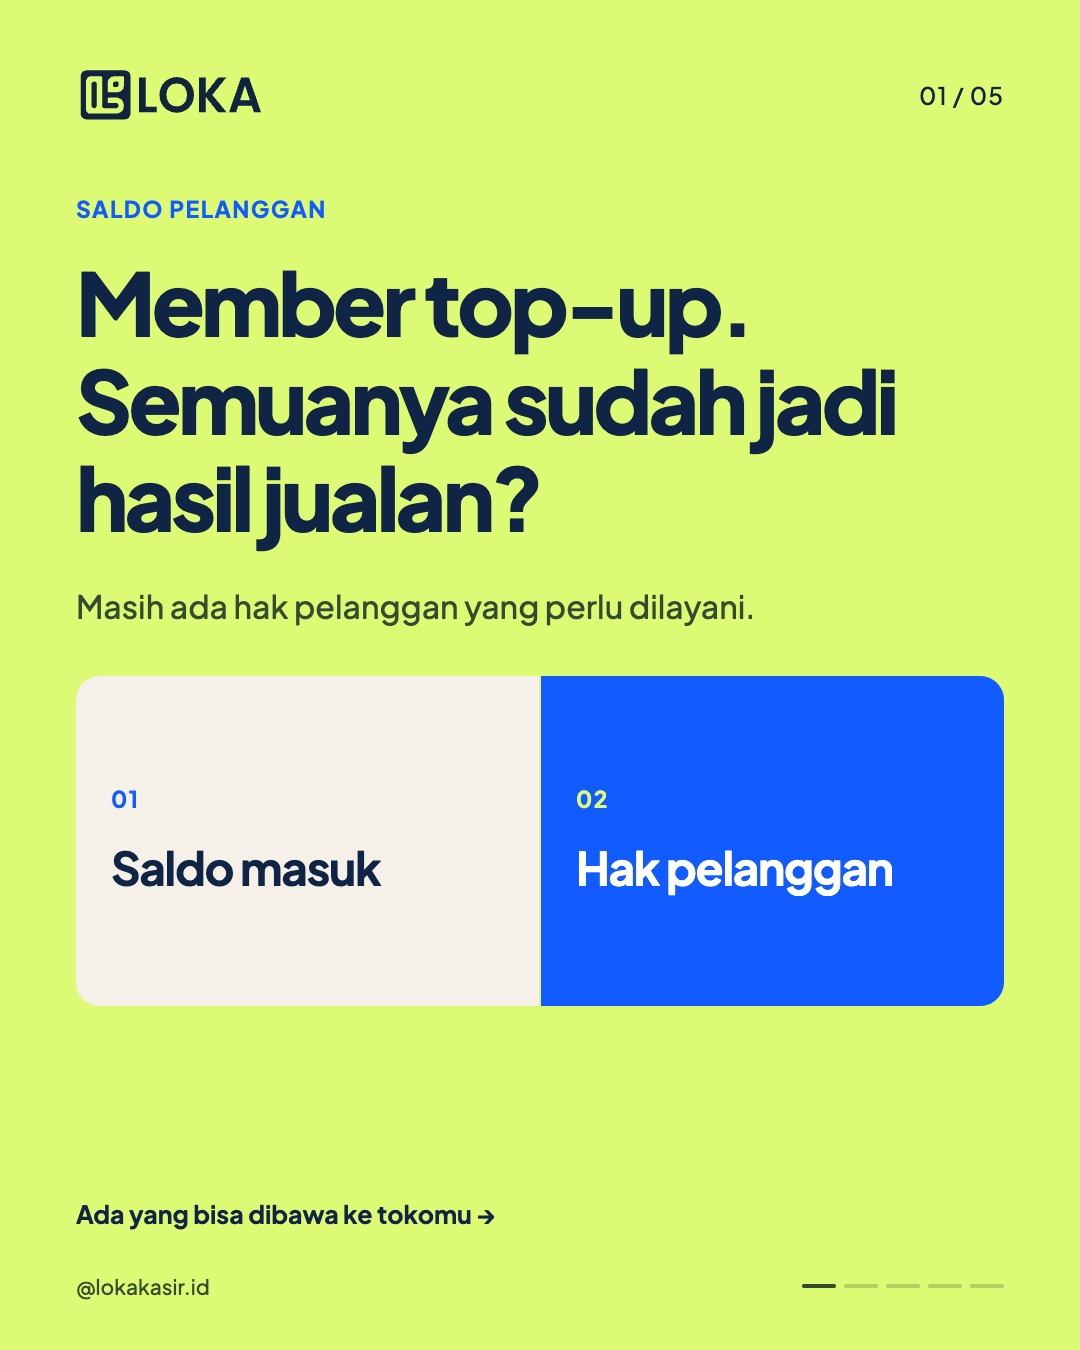 LOKA
01 / 05
SALDO PELANGGAN
Member top-up.
Semuanya sudah jadi
hasil jualan?
Masih ada hak pelanggan yang perlu dilayani.
01
Saldo masuk
02
Hak pelanggan
Ada yang bisa dibawa ke tokomu →
@lokakasir.id